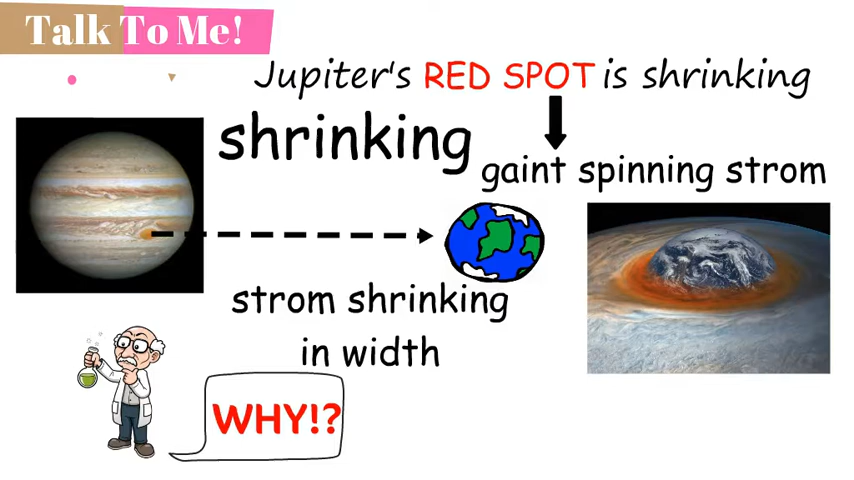 Talk To Me!
Jupiter's RED SPOT is shrinking
shrinking
gaint spinning strom
strom shrinking
in width
WHY!?